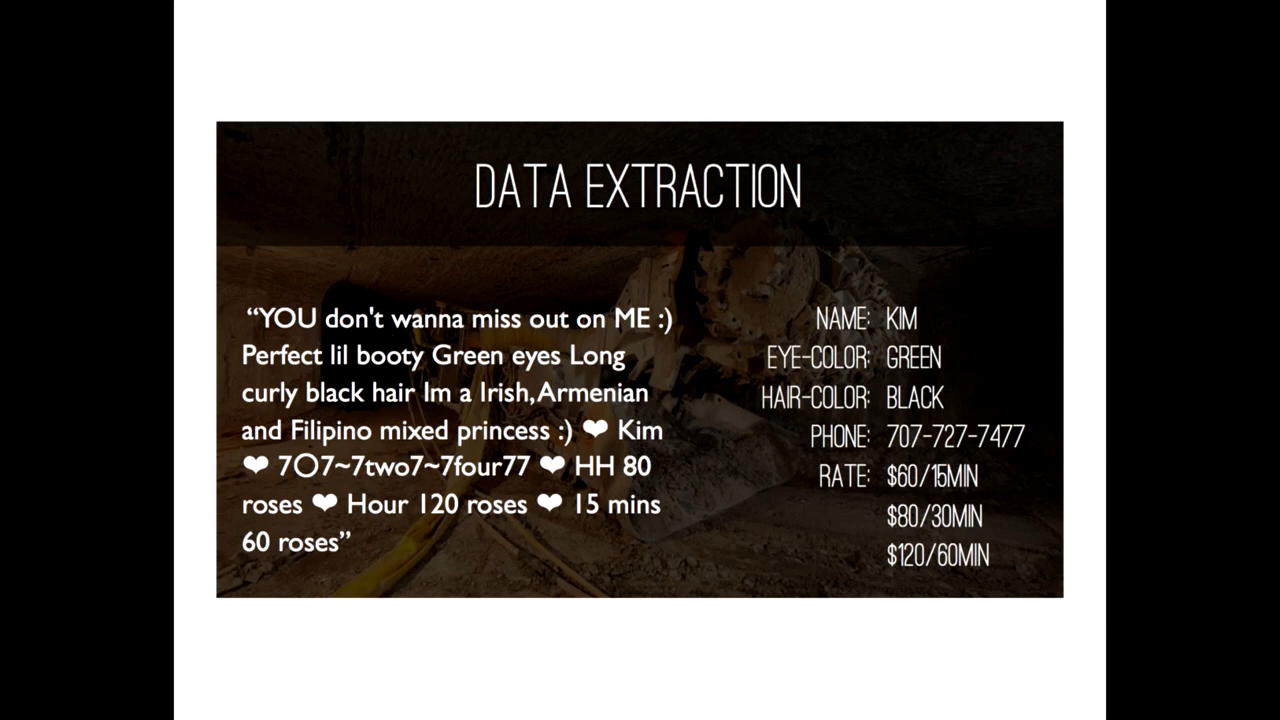 DATA EXTRACTION
“YOU don't wanna miss out on ME :)
Perfect lil booty Green eyes Long
curly black hair Im a Irish,Armenian
and Filipino mixed princess :) ❤ Kim
❤ 7O7~7two7~7four77 ❤ HH 80
roses ❤ Hour 120 roses ❤ 15 mins
60 roses”
NAME: KIM
EYE-COLOR: GREEN
HAIR-COLOR: BLACK
PHONE: 707-727-7477
RATE: $60/15MIN
$80/30MIN
$120/60MIN